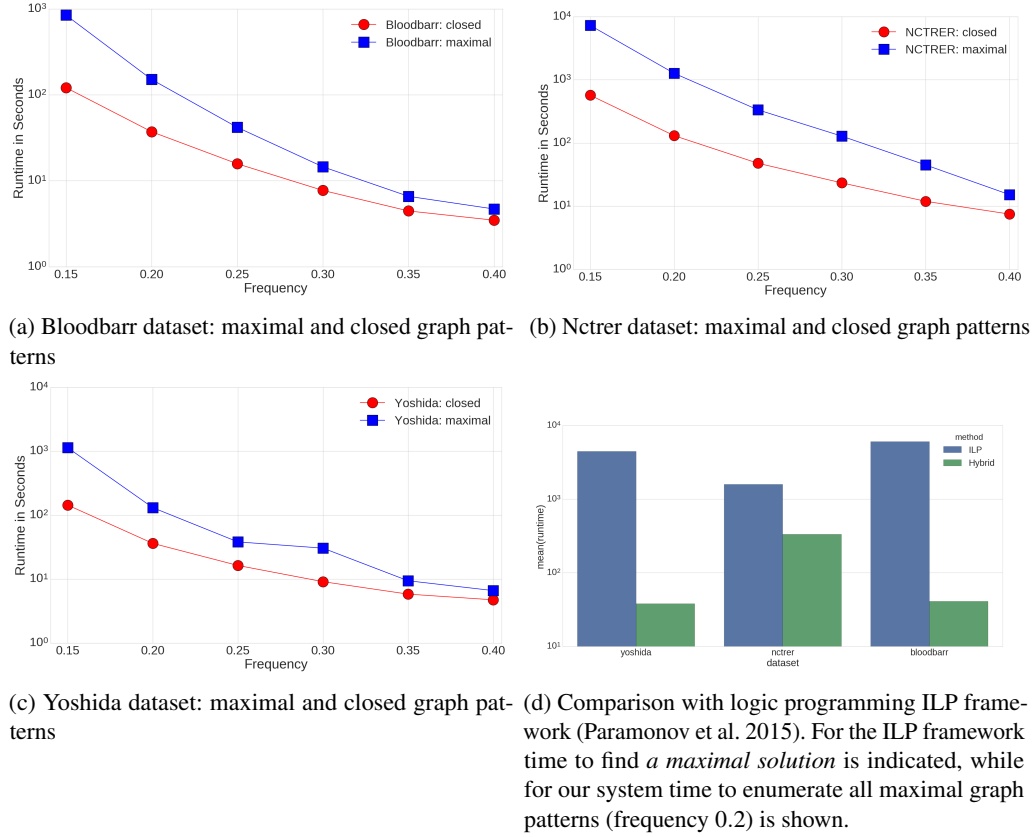 10³
10²
10¹
10⁰
Runtime in Seconds
Bloodbarr: closed
Bloodbarr: maximal
0.15 0.20 0.25 0.30 0.35 0.40
Frequency
(a) Bloodbarr dataset: maximal and closed graph pat-
terns
10⁴
10³
10²
10¹
10⁰
Runtime in Seconds
NCTRER: closed
NCTRER: maximal
0.15 0.20 0.25 0.30 0.35 0.40
Frequency
(b) Nctrer dataset: maximal and closed graph patterns
10⁴
10³
10²
10¹
10⁰
Runtime in Seconds
Yoshida: closed
Yoshida: maximal
0.15 0.20 0.25 0.30 0.35 0.40
Frequency
(c) Yoshida dataset: maximal and closed graph pat-
terns
10⁴
10³
10²
10¹
mean(runtime)
method
ILP
Hybrid
yoshida nctrer bloodbarr
dataset
(d) Comparison with logic programming ILP frame-
work (Paramonov et al. 2015). For the ILP framework
time to find a maximal solution is indicated, while
for our system time to enumerate all maximal graph
patterns (frequency 0.2) is shown.